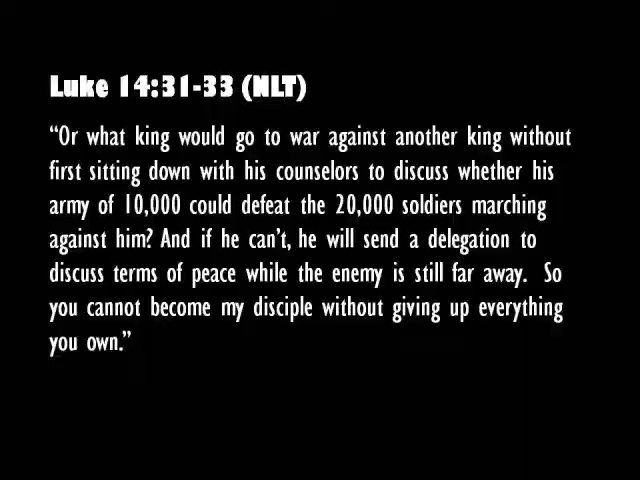 Luke 14:31-33 (NLT)
“Or what king would go to war against another king without
first sitting down with his counselors to discuss whether his
army of 10,000 could defeat the 20,000 soldiers marching
against him? And if he can’t, he will send a delegation to
discuss terms of peace while the enemy is still far away.  So
you cannot become my disciple without giving up everything
you own.”